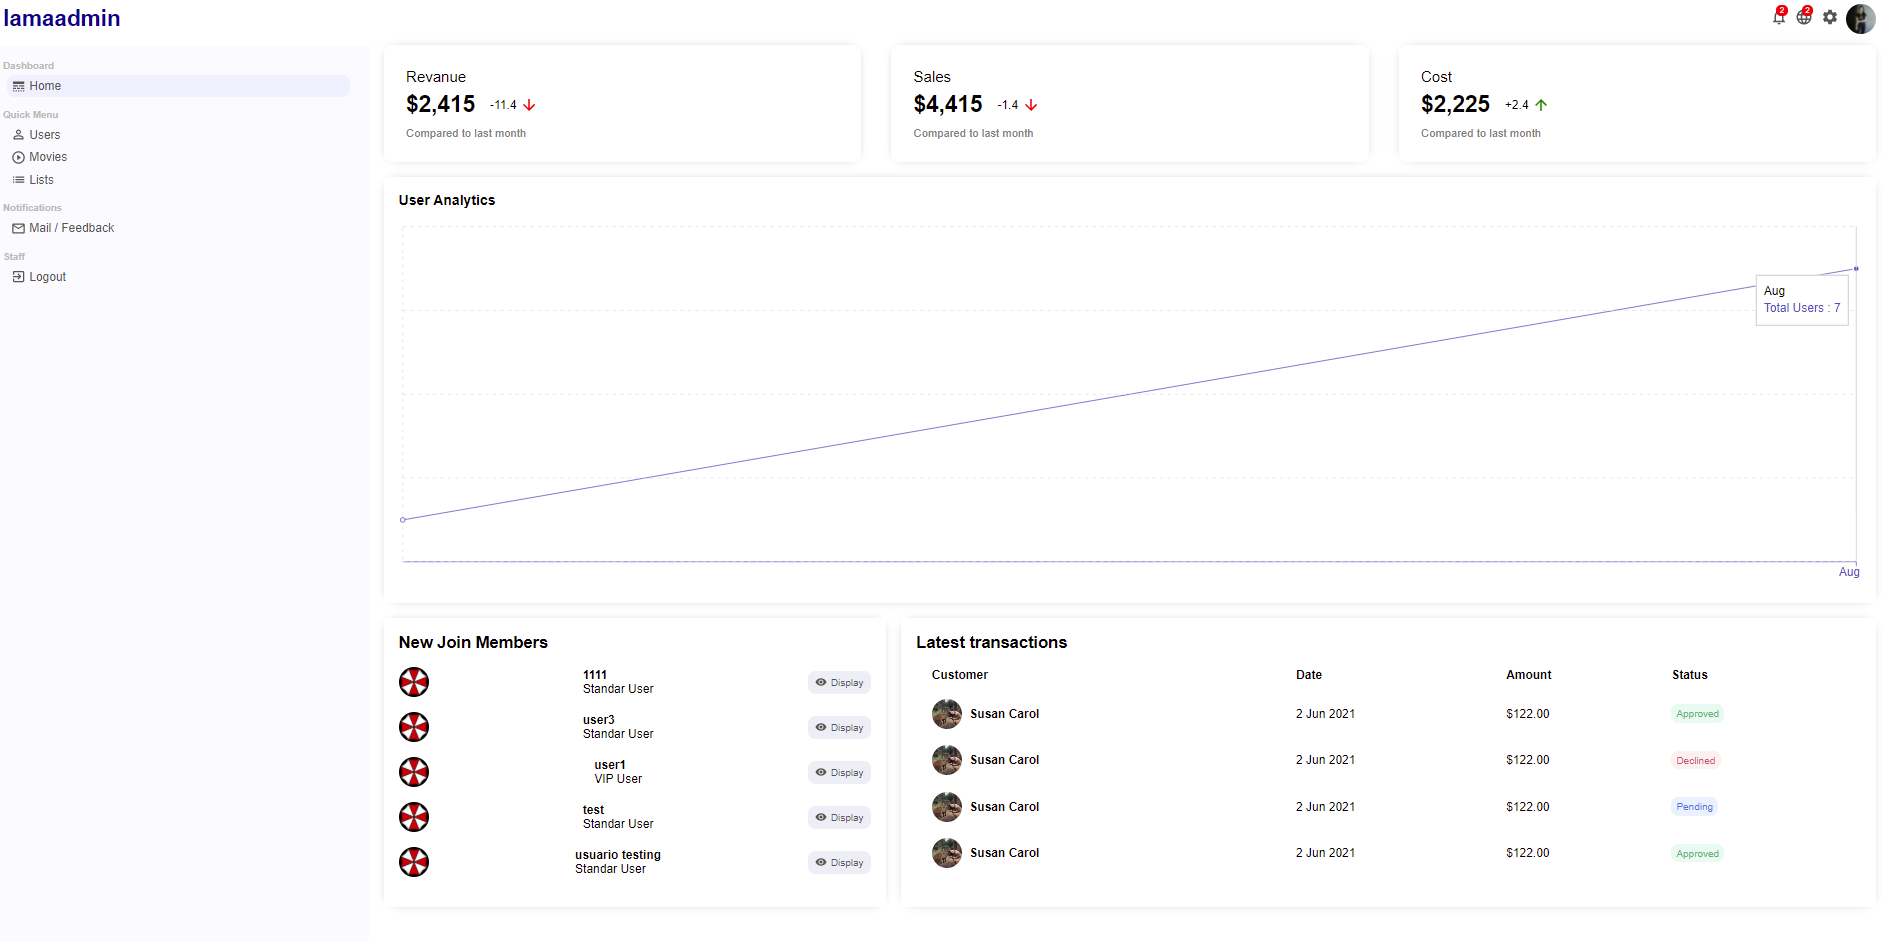 lamaadmin
2
2
Dashboard
Home
Quick Menu
Users
Movies
Lists
Notifications
Mail / Feedback
Staff
Logout
Revanue
$2,415 -11.4
Compared to last month
Sales
$4,415 -1.4
Compared to last month
Cost
$2,225 +2.4
Compared to last month
User Analytics
Aug
Total Users : 7
Aug
New Join Members
1111
Standar User
Display
user3
Standar User
Display
user1
VIP User
Display
test
Standar User
Display
usuario testing
Standar User
Display
Latest transactions
Customer Date Amount Status
Susan Carol 2 Jun 2021 $122.00 Approved
Susan Carol 2 Jun 2021 $122.00 Declined
Susan Carol 2 Jun 2021 $122.00 Pending
Susan Carol 2 Jun 2021 $122.00 Approved